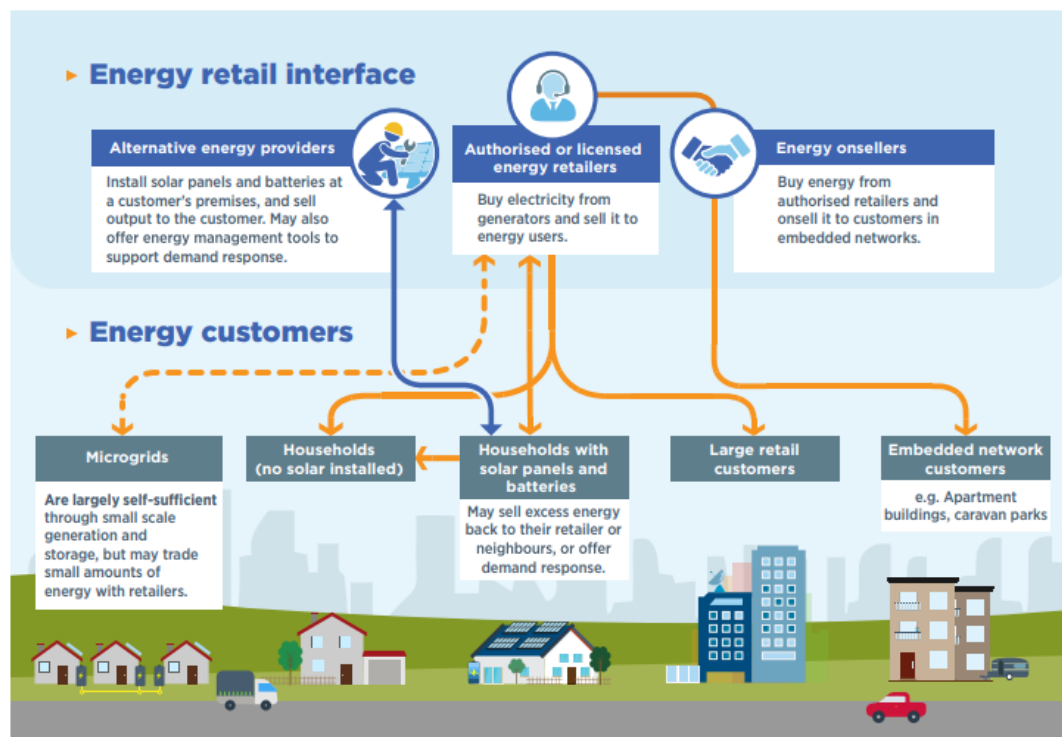 Energy retail interface
Alternative energy providers
Install solar panels and batteries at
a customer's premises, and sell
output to the customer. May also
offer energy management tools to
support demand response.
Authorised or licensed
energy retailers
Buy electricity from
generators and sell it to
energy users.
Energy onsellers
Buy energy from
authorised retailers and
onsell it to customers in
embedded networks.
Energy customers
Microgrids
Are largely self-sufficient
through small scale
generation and
storage, but may trade
small amounts of
energy with retailers.
Households
(no solar installed)
Households with
solar panels and
batteries
May sell excess energy
back to their retailer or
neighbours, or offer
demand response.
Large retail
customers
Embedded network
customers
e.g. Apartment
buildings, caravan parks